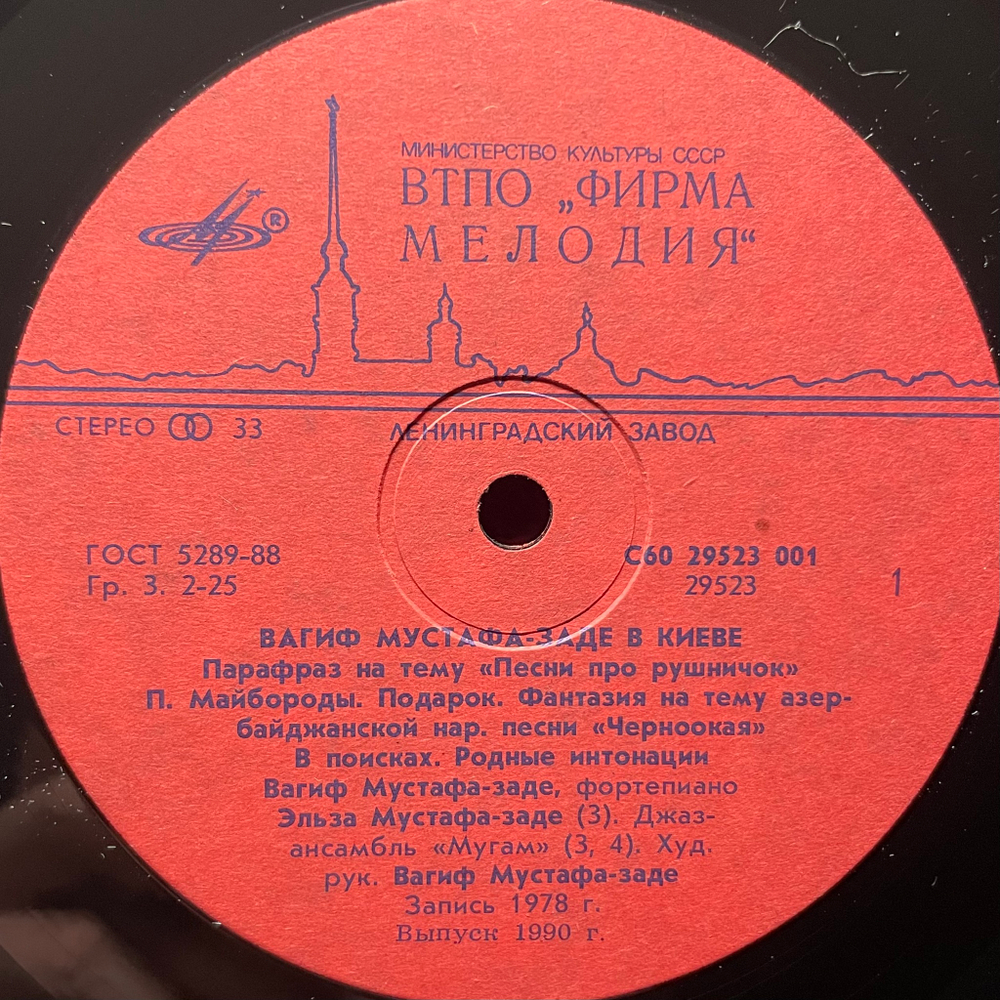 МИНИСТЕРСТВО КУЛЬТУРЫ СССР
ВТПО „ФИРМА
МЕЛОДИЯ“
®
СТЕРЕО 33
ЛЕНИНГРАДСКИЙ ЗАВОД
ГОСТ 5289-88
Гр. 3. 2-25
С60 29523 001
29523
1
ВАГИФ МУСТАФА-ЗАДЕ В КИЕВЕ
Парафраз на тему «Песни про рушничок»
П. Майбороды. Подарок. Фантазия на тему азер-
байджанской нар. песни «Черноокая»
В поисках. Родные интонации
Вагиф Мустафа-заде, фортепиано
Эльза Мустафа-заде (3). Джаз-
ансамбль «Мугам» (3, 4). Худ.
рук. Вагиф Мустафа-заде
Запись 1978 г.
Выпуск 1990 г.